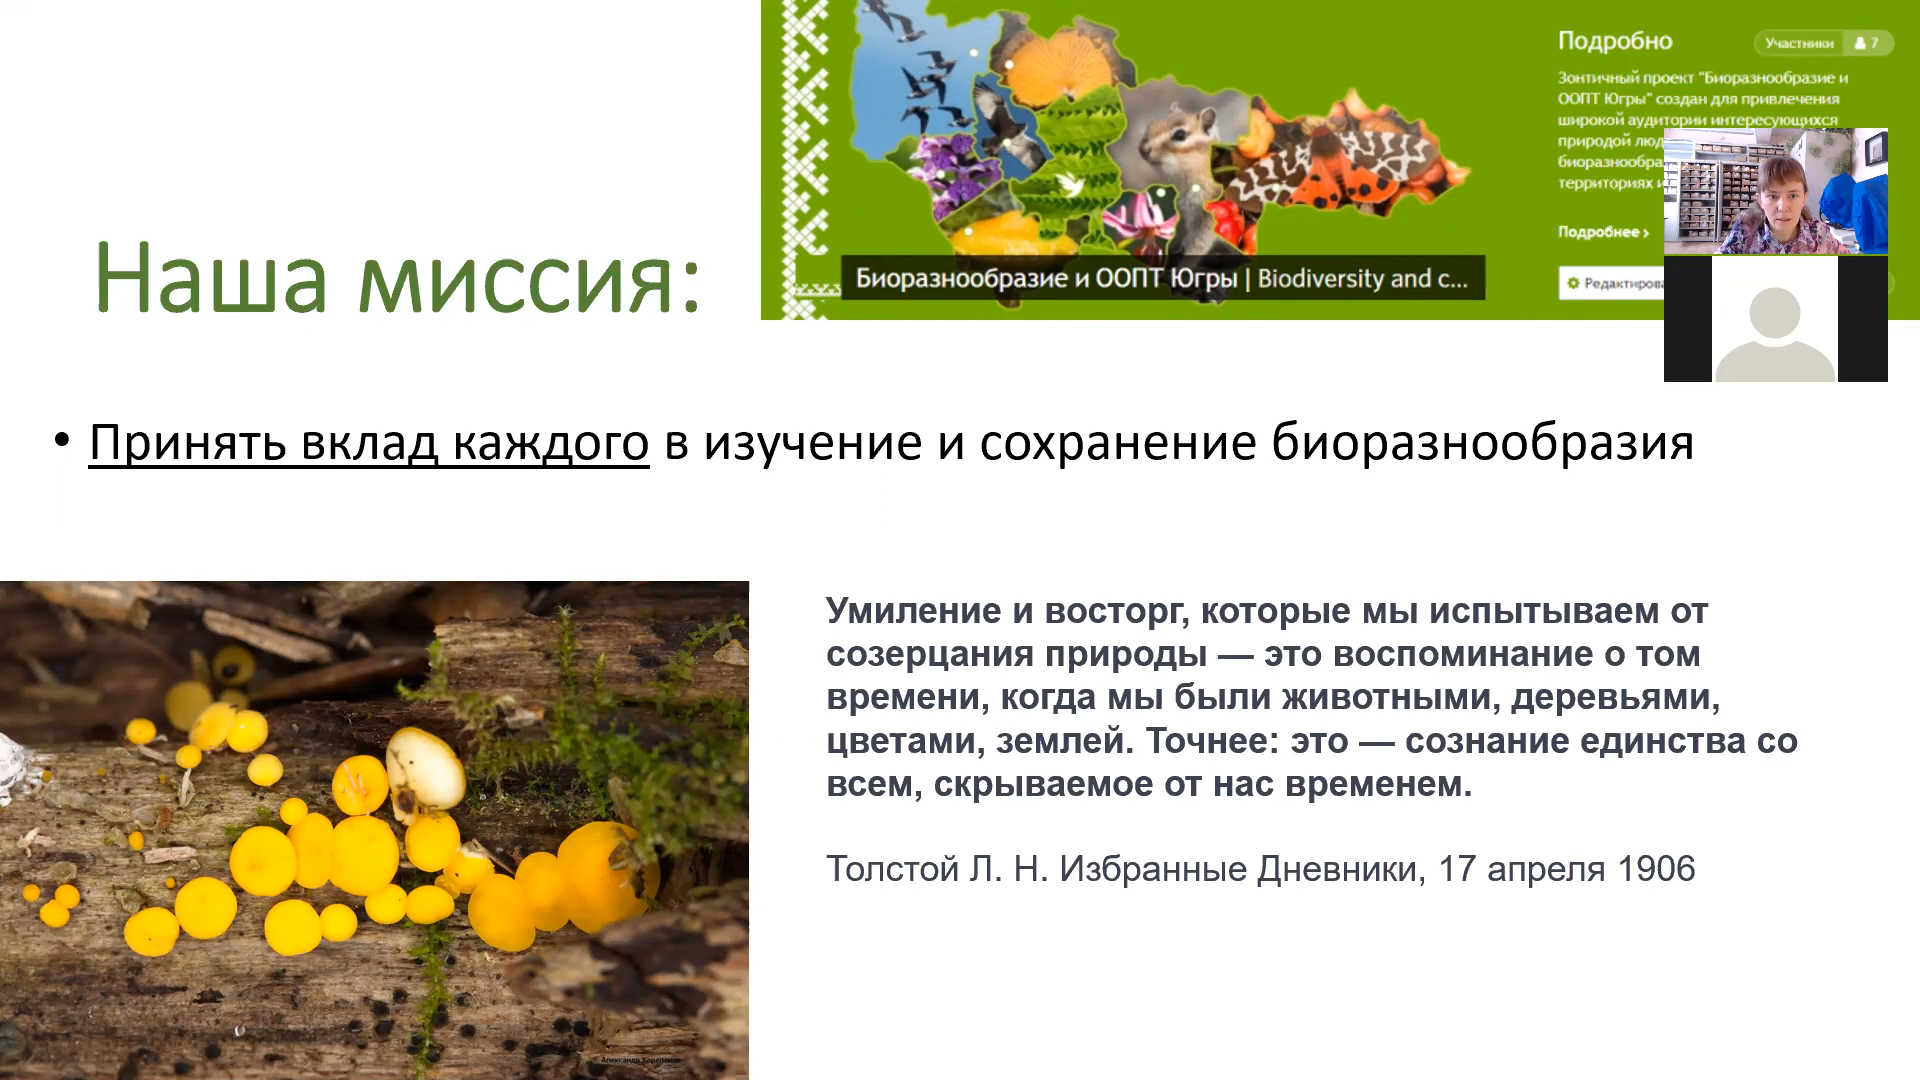 Подробно
Участники 7
Зонтичный проект "Биоразнообразие и
ООПТ Югры" создан для привлечения
широкой аудитории интересующихся
природой люд
биоразнообра
территориях и
Подробнее ›
Редактирова
Биоразнообразие и ООПТ Югры | Biodiversity and c...
Наша миссия:
• Принять вклад каждого в изучение и сохранение биоразнообразия
Умиление и восторг, которые мы испытываем от
созерцания природы — это воспоминание о том
времени, когда мы были животными, деревьями,
цветами, землей. Точнее: это — сознание единства со
всем, скрываемое от нас временем.
Толстой Л. Н. Избранные Дневники, 17 апреля 1906
Александр